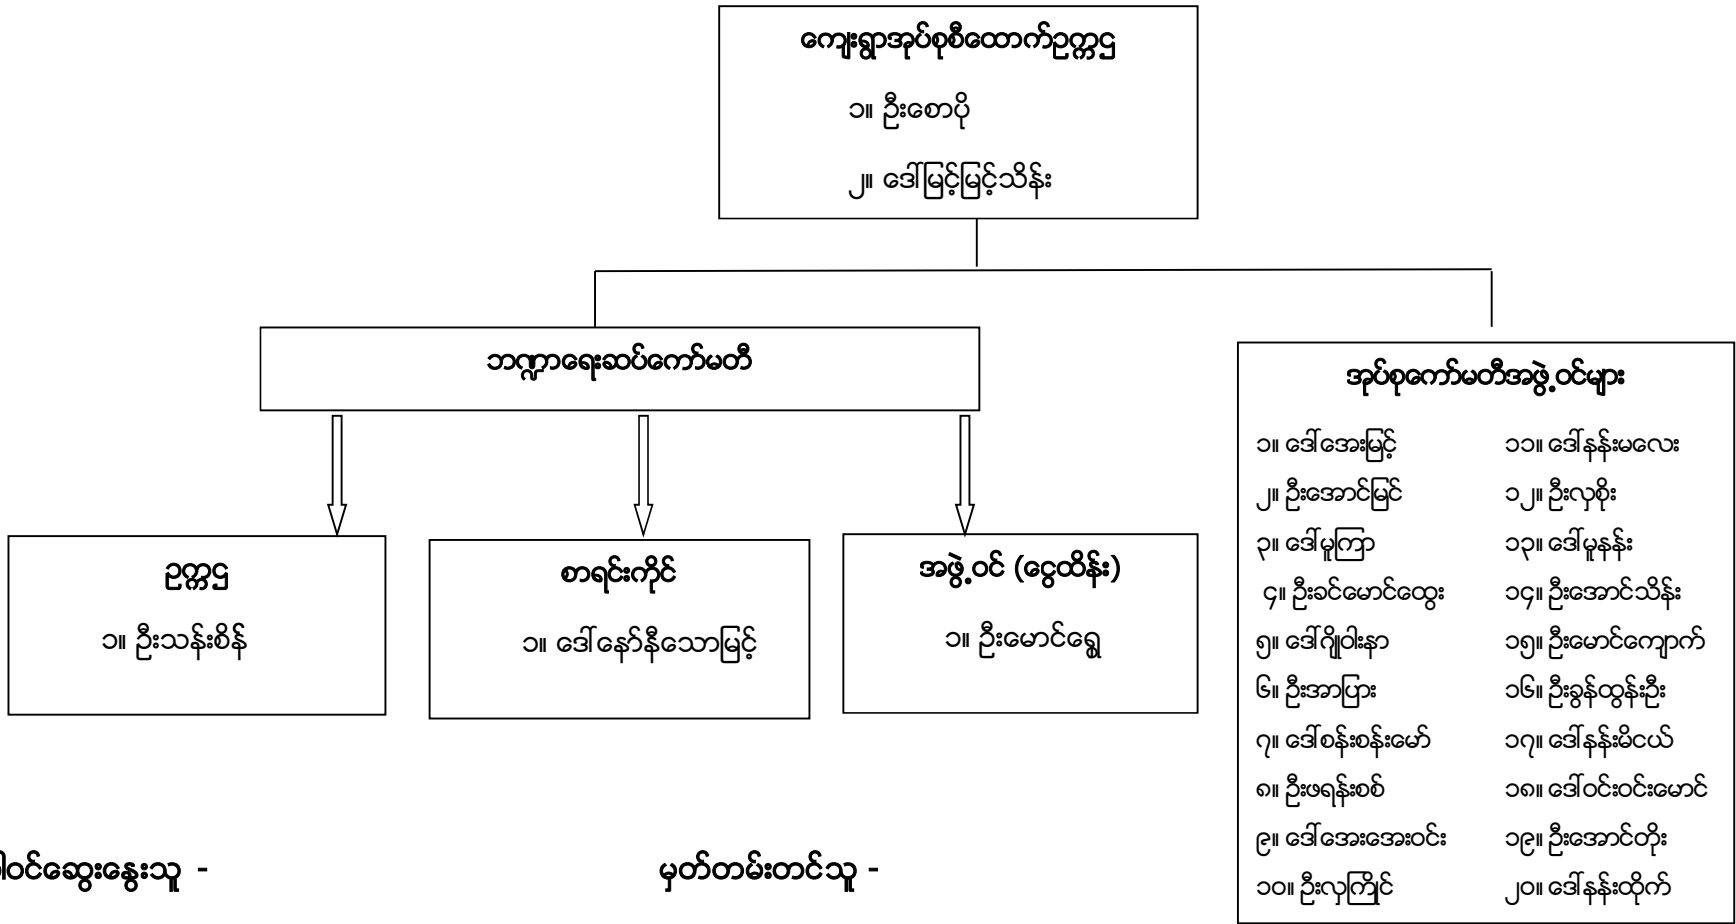 ကျေးရွာအုပ်စုစီထောက်ဥက္ကဌ
၁။ ဦးစောပို
၂။ ဒေါ်မြင့်မြင့်သိန်း
ဘဏ္ဍာရေးဆပ်ကော်မတီ
ဥက္ကဌ
၁။ ဦးသန်းစိန်
စာရင်းကိုင်
၁။ ဒေါ်နော်နီသောမြင့်
အဖွဲ့ဝင် (ငွေထိန်း)
၁။ ဦးမောင်ရွှေ
အုပ်စုကော်မတီအဖွဲ့ဝင်များ
၁။ ဒေါ်အေးမြင့် ၁၁။ ဒေါ်နန်းမလေး
၂။ ဦးအောင်မြင် ၁၂။ ဦးလှစိုး
၃။ ဒေါ်မူကြာ ၁၃။ ဒေါ်မူနန်း
၄။ ဦးခင်မောင်ထွေး ၁၄။ ဦးအောင်သိန်း
၅။ ဒေါ်ဂျိုဝါးနာ ၁၅။ ဦးမောင်ကျောက်
၆။ ဦးအာပြား ၁၆။ ဦးခွန်ထွန်းဦး
၇။ ဒေါ်စန်းစန်းမော် ၁၇။ ဒေါ်နန်းမိငယ်
၈။ ဦးဖရန်းစစ် ၁၈။ ဒေါ်ဝင်းဝင်းမောင်
၉။ ဒေါ်အေးအေးဝင်း ၁၉။ ဦးအောင်တိုး
၁၀။ ဦးလှကြိုင် ၂၀။ ဒေါ်နန်းထိုက်
ါဝင်ဆွေးနွေးသူ - မှတ်တမ်းတင်သူ -